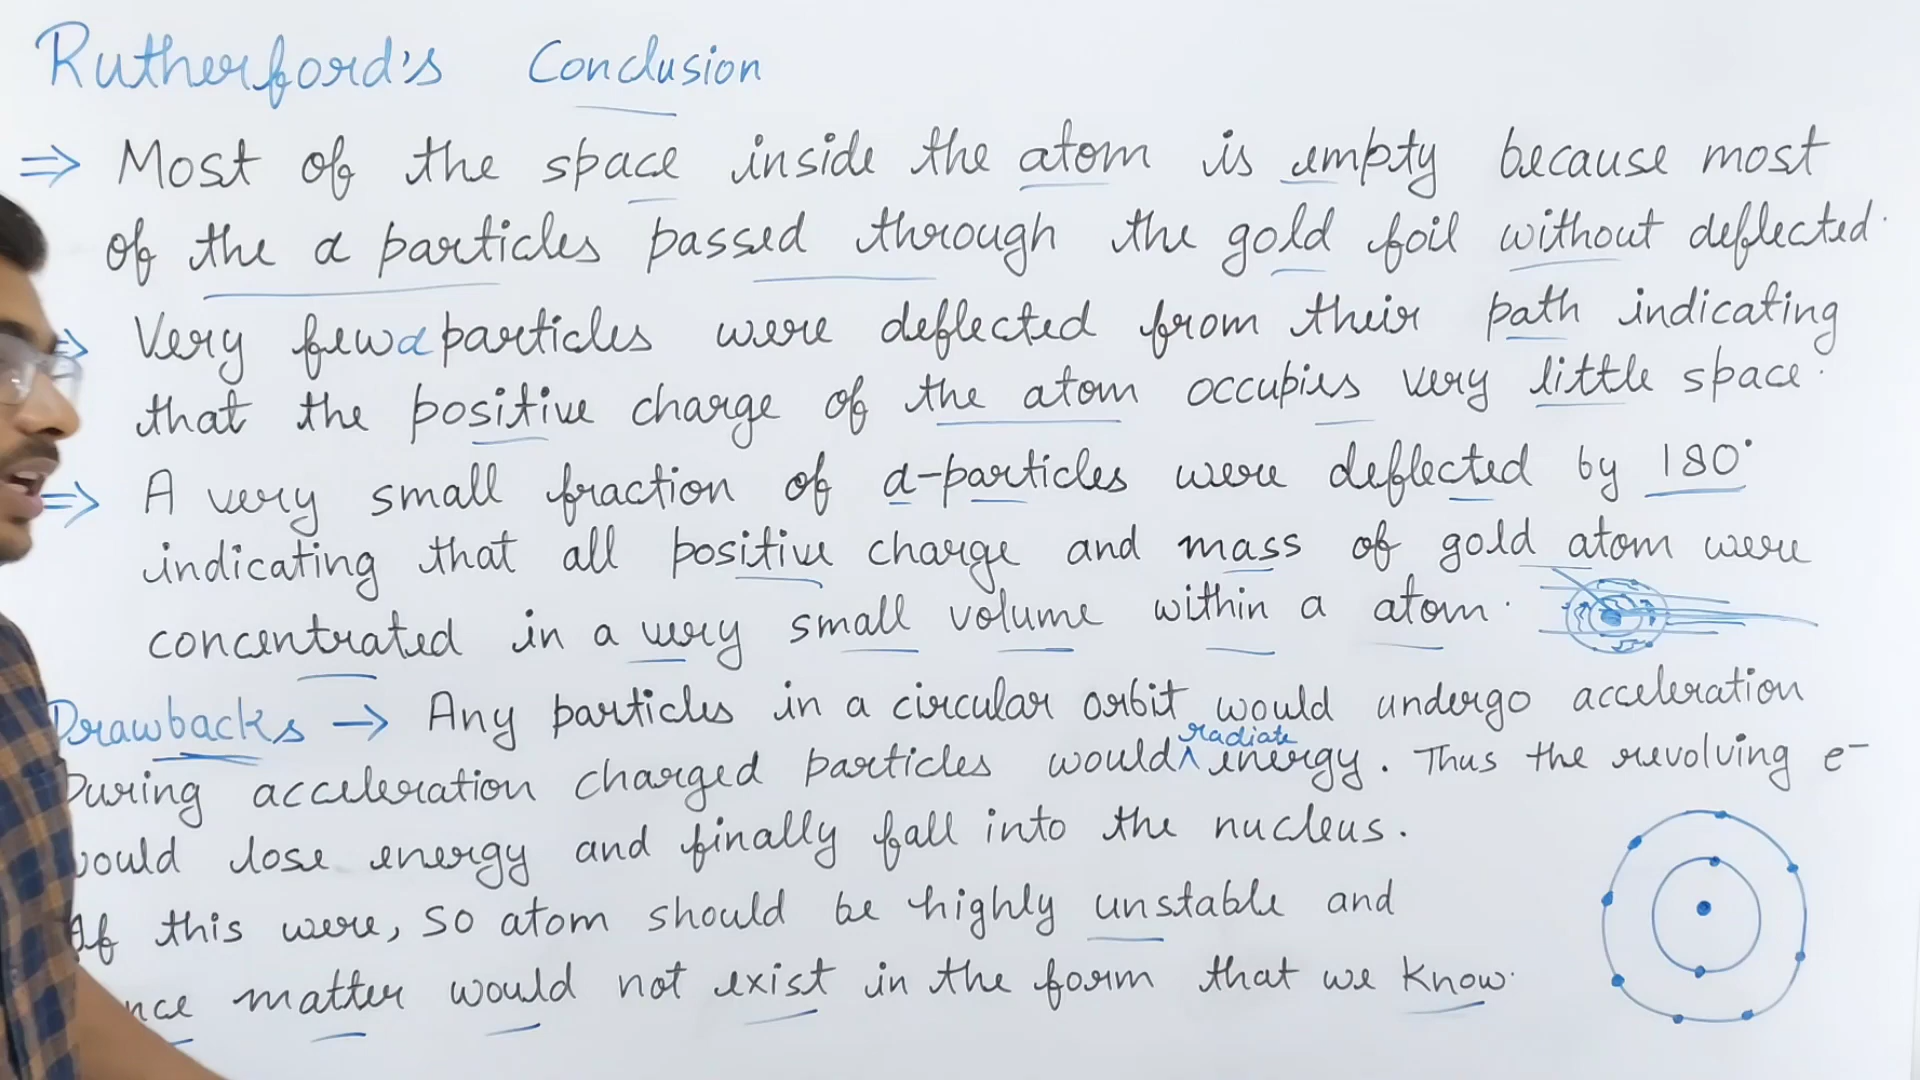 Rutherford's Conclusion
⇒ Most of the space inside the atom is empty because most
of the α particles passed through the gold foil without deflected.
⇒ Very few α particles were deflected from their path indicating
that the positive charge of the atom occupies very little space.
⇒ A very small fraction of α-particles were deflected by 180°
indicating that all positive charge and mass of gold atom were
concentrated in a very small volume within a atom.
Drawbacks → Any particles in a circular orbit would undergo acceleration
During acceleration charged particles would ^ radiate energy. Thus the revolving e⁻
would lose energy and finally fall into the nucleus.
If this were, so atom should be highly unstable and
nce matter would not exist in the form that we know.